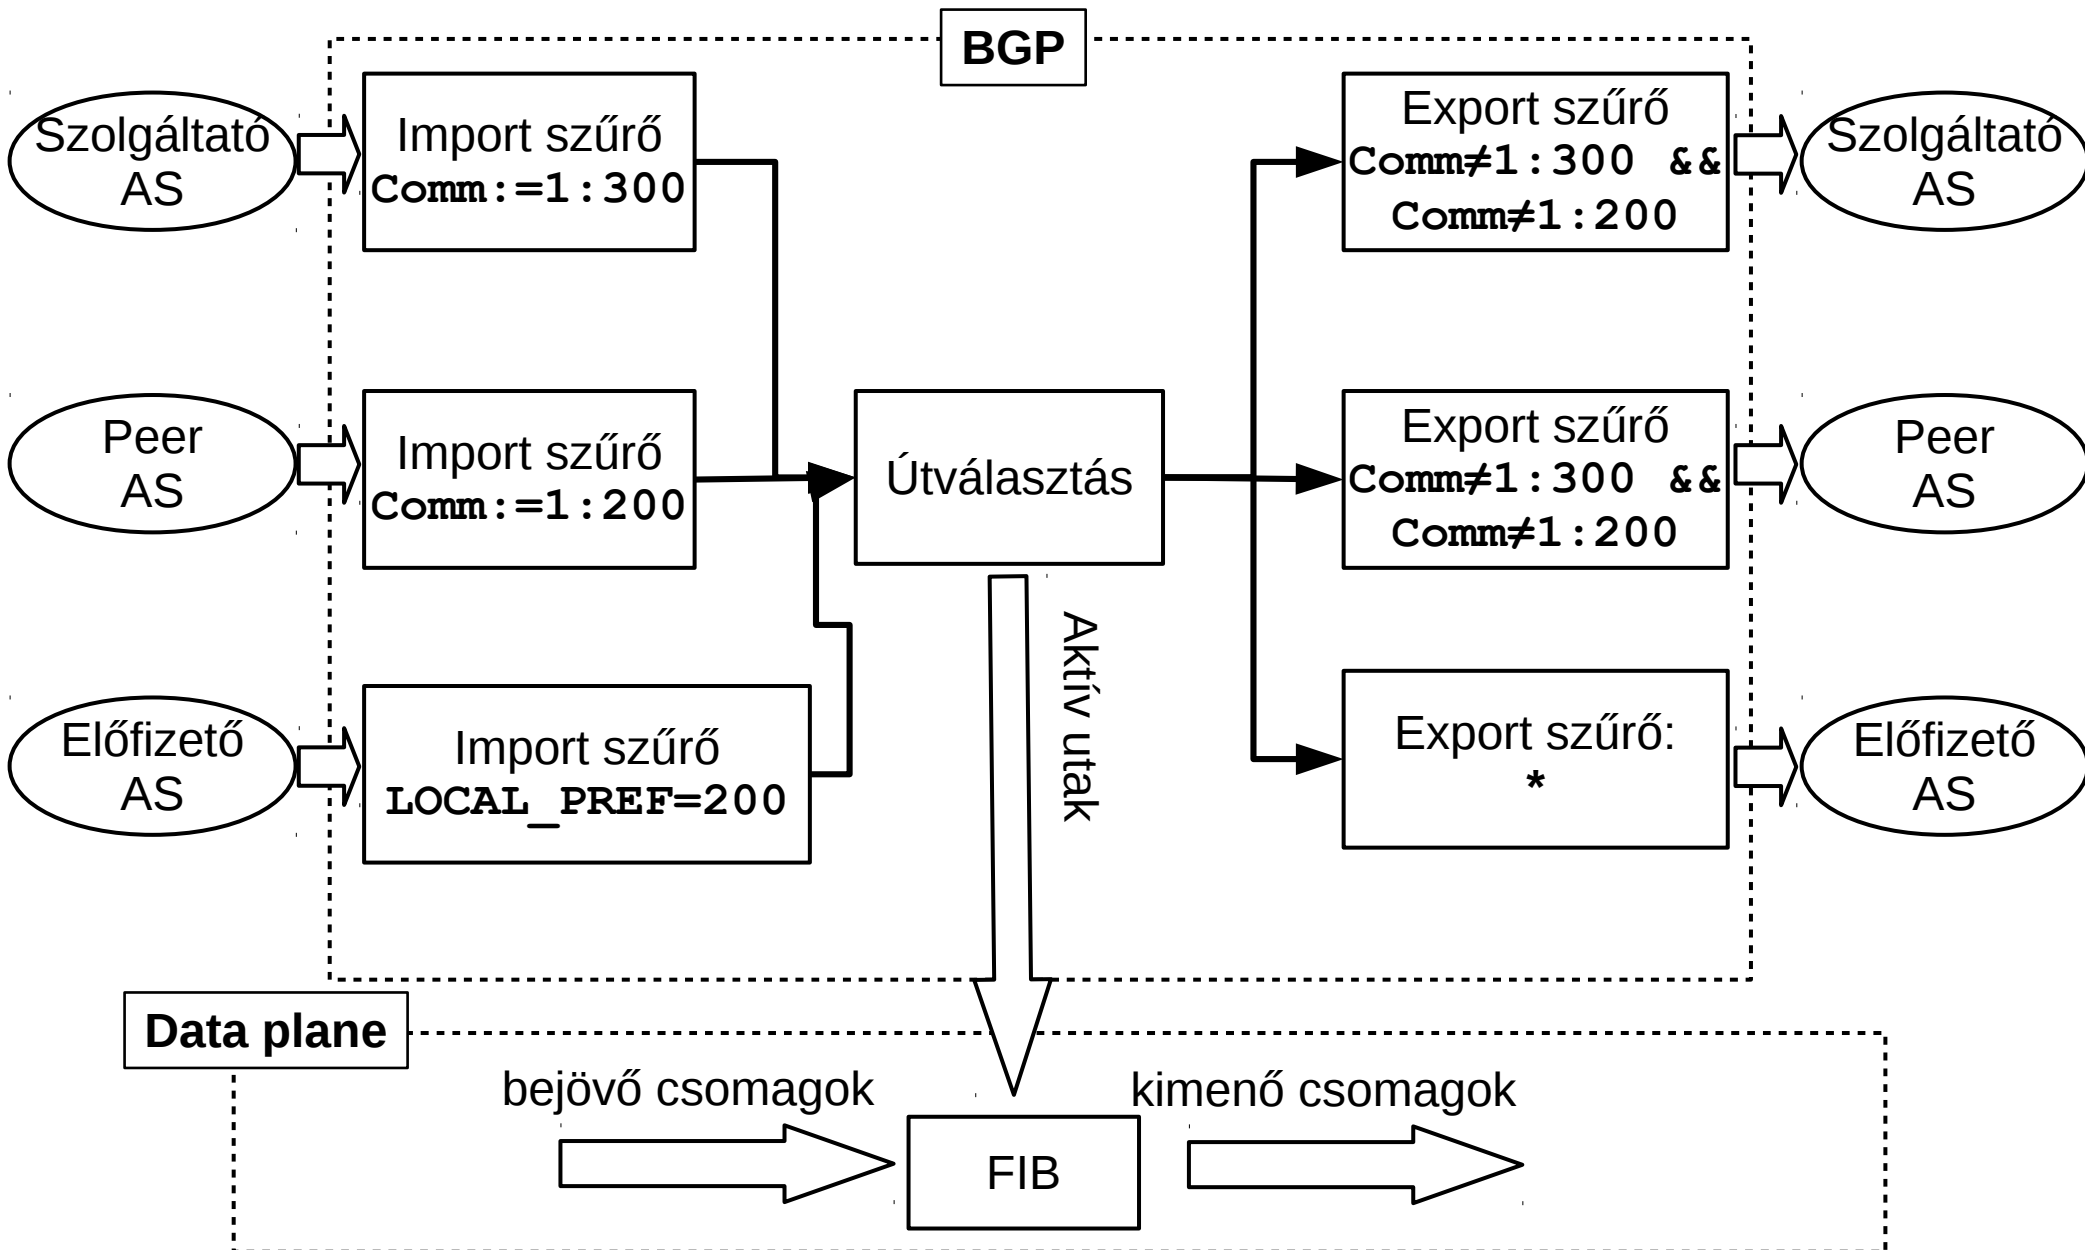 BGP
Szolgáltató
AS
Import szűrő
Comm:=1:300
Export szűrő
Comm≠1:300 &&
Comm≠1:200
Szolgáltató
AS
Peer
AS
Import szűrő
Comm:=1:200
Útválasztás
Export szűrő
Comm≠1:300 &&
Comm≠1:200
Peer
AS
Előfizető
AS
Import szűrő
LOCAL_PREF=200
Aktív utak
Export szűrő:
*
Előfizető
AS
Data plane
bejövő csomagok
FIB
kimenő csomagok